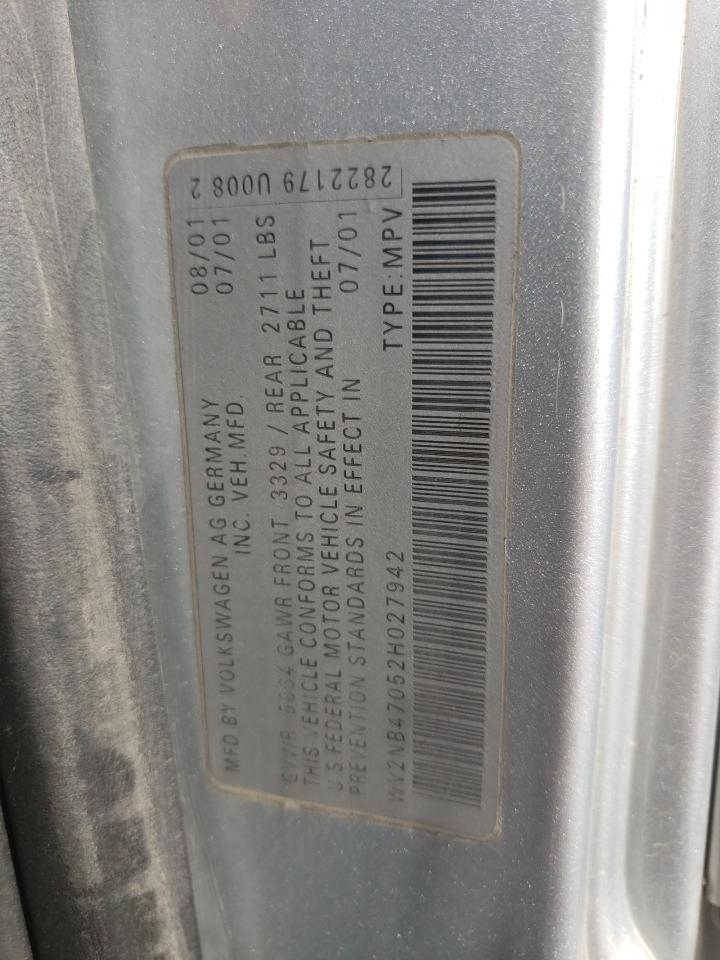 MFD BY VOLKSWAGEN AG GERMANY 08/01
INC. VEH.MFD. 07/01
GVWR 5864 GAWR FRONT 3329 / REAR 2711 LBS
THIS VEHICLE CONFORMS TO ALL APPLICABLE
U.S FEDERAL MOTOR VEHICLE SAFETY AND THEFT
PREVENTION STANDARDS IN EFFECT IN 07/01
WV2NB47052H027942 TYPE:MPV
2822179 U008 2